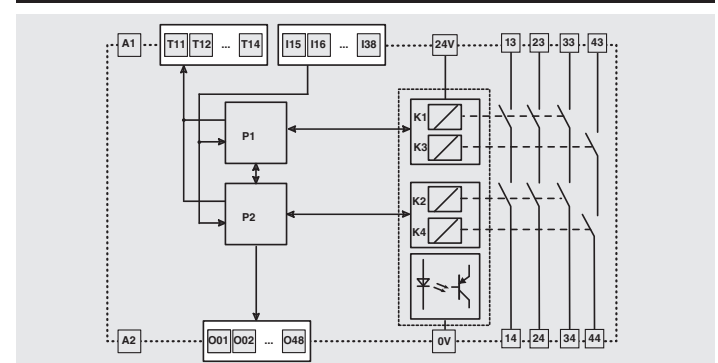 A1 T11 T12 ... T14 I15 I16 ... I38 24V 13 23 33 43
K1
P1
K3
K2
P2
K4
A2 O01 O02 ... O48 0V 14 24 34 44